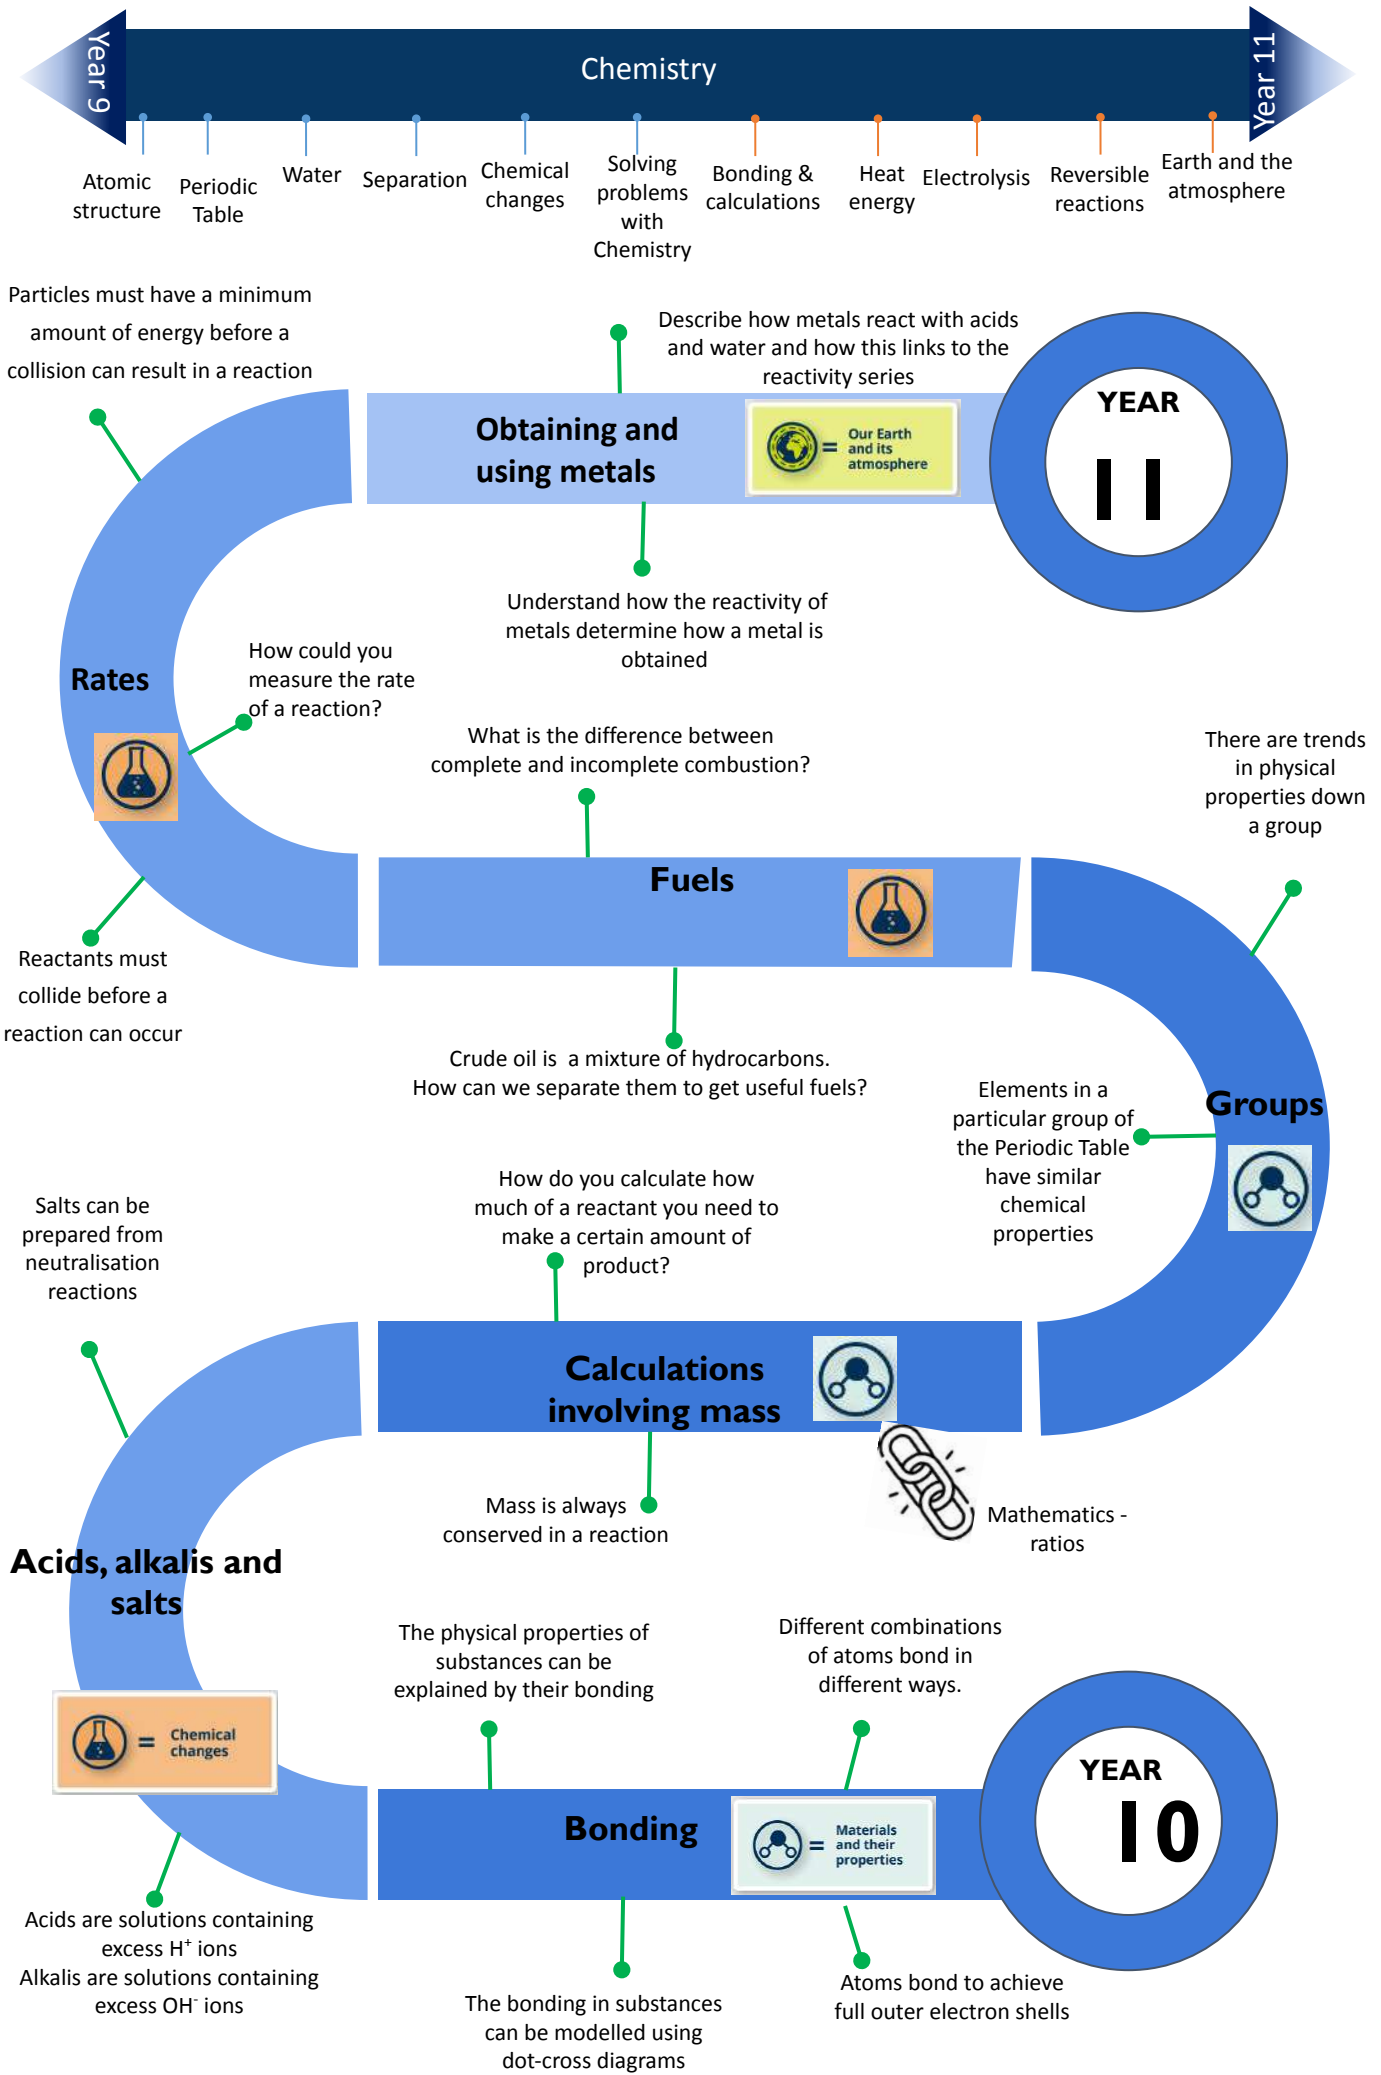 Year 9
Chemistry
Year 11
Atomic
structure
Periodic
Table
Water
Separation
Chemical
changes
Solving
problems
with
Chemistry
Bonding &
calculations
Heat
energy
Electrolysis
Reversible
reactions
Earth and the
atmosphere
Particles must have a minimum
amount of energy before a
collision can result in a reaction
Describe how metals react with acids
and water and how this links to the
reactivity series
Obtaining and
using metals
= Our Earth
and its
atmosphere
YEAR
11
Understand how the reactivity of
metals determine how a metal is
obtained
Rates
How could you
measure the rate
of a reaction?
What is the difference between
complete and incomplete combustion?
There are trends
in physical
properties down
a group
Fuels
Reactants must
collide before a
reaction can occur
Crude oil is  a mixture of hydrocarbons.
How can we separate them to get useful fuels?
Elements in a
particular group of
the Periodic Table
have similar
chemical
properties
Groups
How do you calculate how
much of a reactant you need to
make a certain amount of
product?
Salts can be
prepared from
neutralisation
reactions
Calculations
involving mass
Mass is always
conserved in a reaction
Mathematics -
ratios
Acids, alkalis and
salts
The physical properties of
substances can be
explained by their bonding
Different combinations
of atoms bond in
different ways.
= Chemical
changes
Bonding
= Materials
and their
properties
YEAR
10
Acids are solutions containing
excess H⁺ ions
Alkalis are solutions containing
excess OH⁻ ions
The bonding in substances
can be modelled using
dot-cross diagrams
Atoms bond to achieve
full outer electron shells